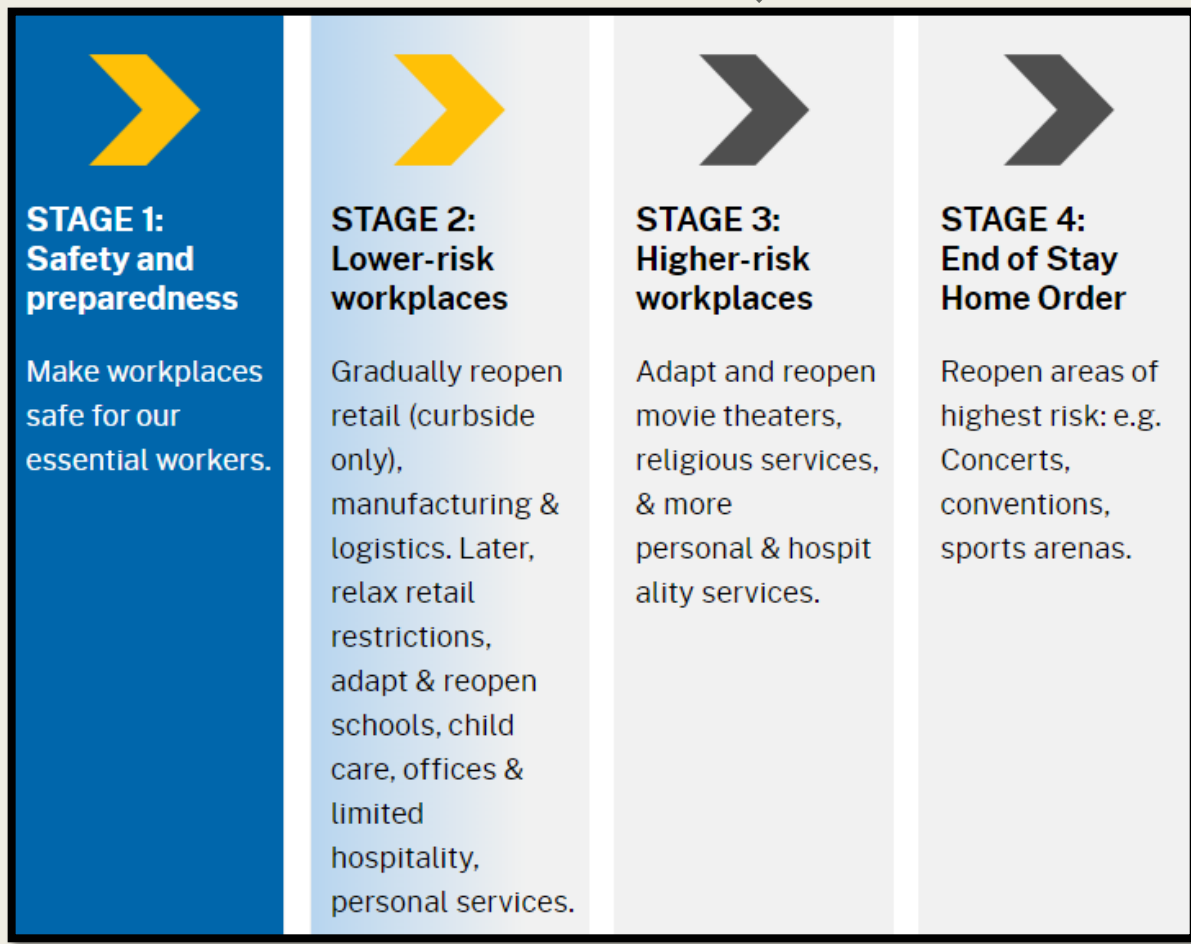 STAGE 1:
Safety and
preparedness
Make workplaces
safe for our
essential workers.
STAGE 2:
Lower-risk
workplaces
Gradually reopen
retail (curbside
only),
manufacturing &
logistics. Later,
relax retail
restrictions,
adapt & reopen
schools, child
care, offices &
limited
hospitality,
personal services.
STAGE 3:
Higher-risk
workplaces
Adapt and reopen
movie theaters,
religious services,
& more
personal & hospit
ality services.
STAGE 4:
End of Stay
Home Order
Reopen areas of
highest risk: e.g.
Concerts,
conventions,
sports arenas.